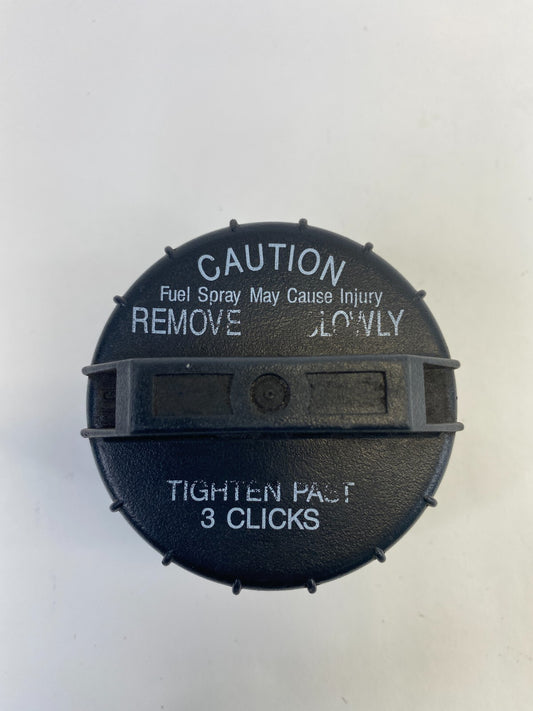 CAUTION
Fuel Spray May Cause Injury
REMOVE SLOWLY
TIGHTEN PAST
3 CLICKS